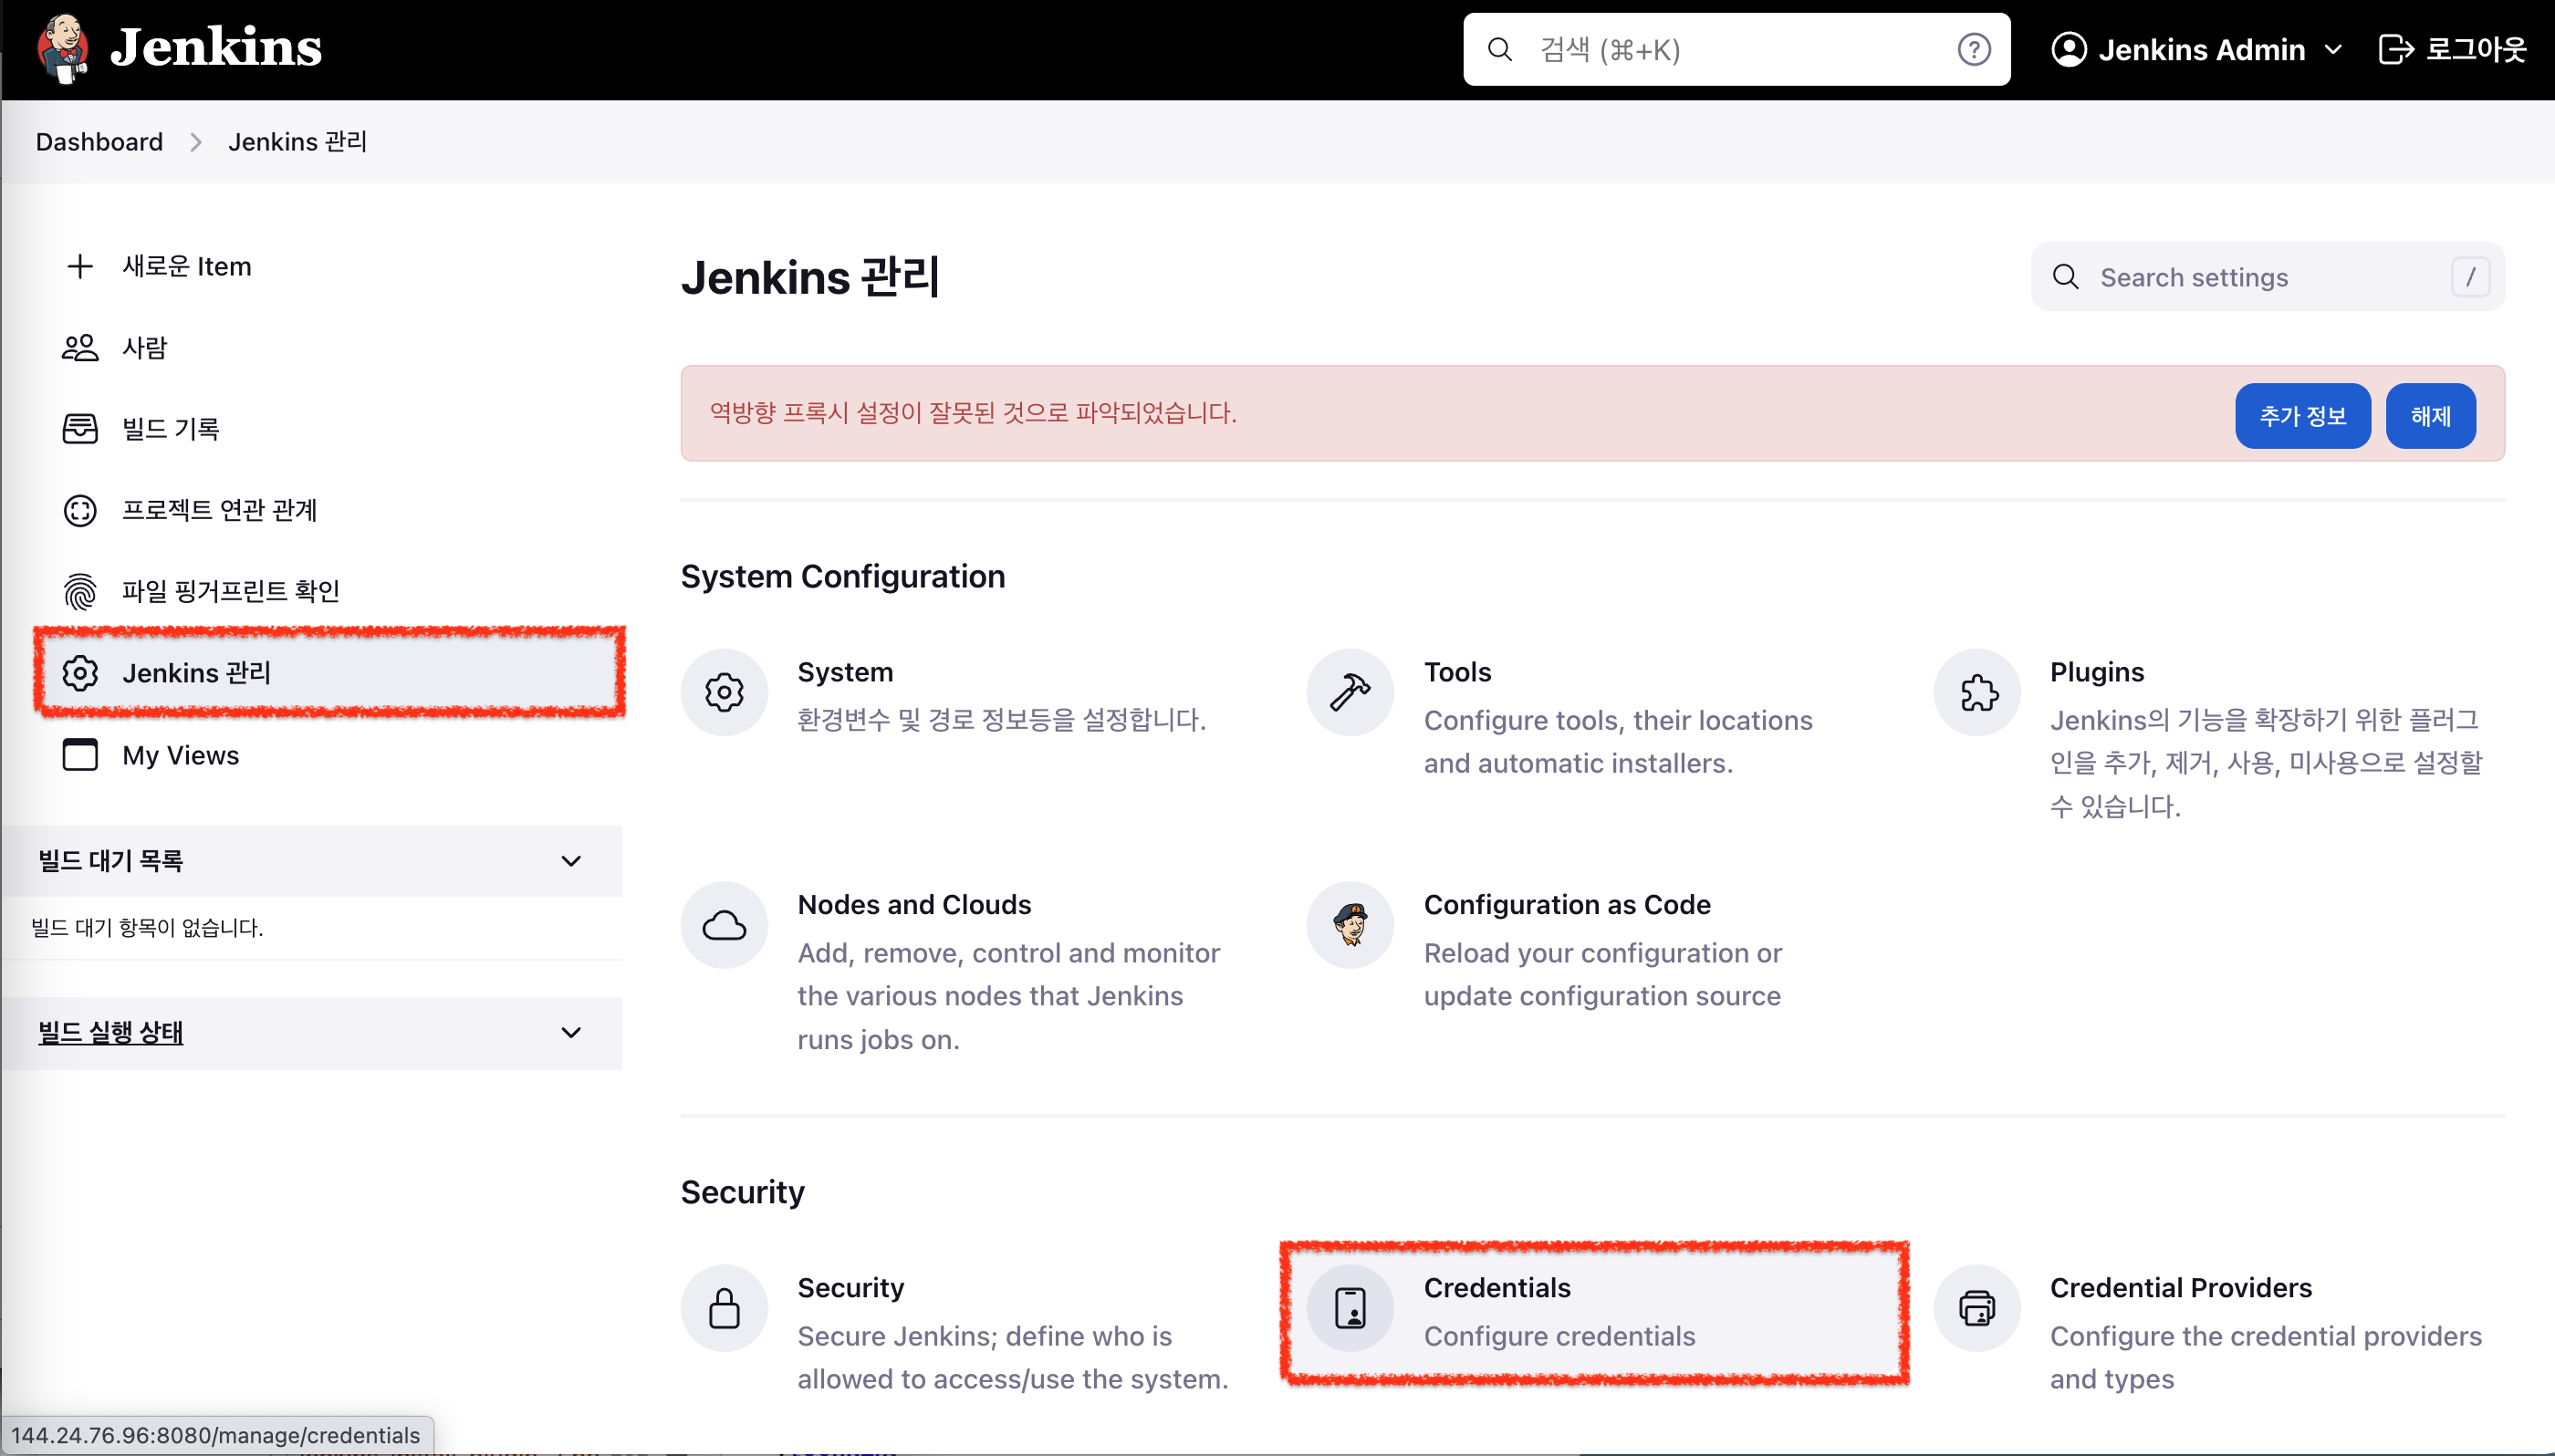 Jenkins
검색 (⌘+K)
Jenkins Admin
로그아웃
Dashboard
Jenkins 관리
새로운 Item
사람
빌드 기록
프로젝트 연관 관계
파일 핑거프린트 확인
Jenkins 관리
My Views
빌드 대기 목록
빌드 대기 항목이 없습니다.
빌드 실행 상태
Jenkins 관리
Search settings
/
역방향 프록시 설정이 잘못된 것으로 파악되었습니다.
추가 정보
해제
System Configuration
System
환경변수 및 경로 정보등을 설정합니다.
Tools
Configure tools, their locations
and automatic installers.
Plugins
Jenkins의 기능을 확장하기 위한 플러그
인을 추가, 제거, 사용, 미사용으로 설정할
수 있습니다.
Nodes and Clouds
Add, remove, control and monitor
the various nodes that Jenkins
runs jobs on.
Configuration as Code
Reload your configuration or
update configuration source
Security
Security
Secure Jenkins; define who is
allowed to access/use the system.
Credentials
Configure credentials
Credential Providers
Configure the credential providers
and types
144.24.76.96:8080/manage/credentials